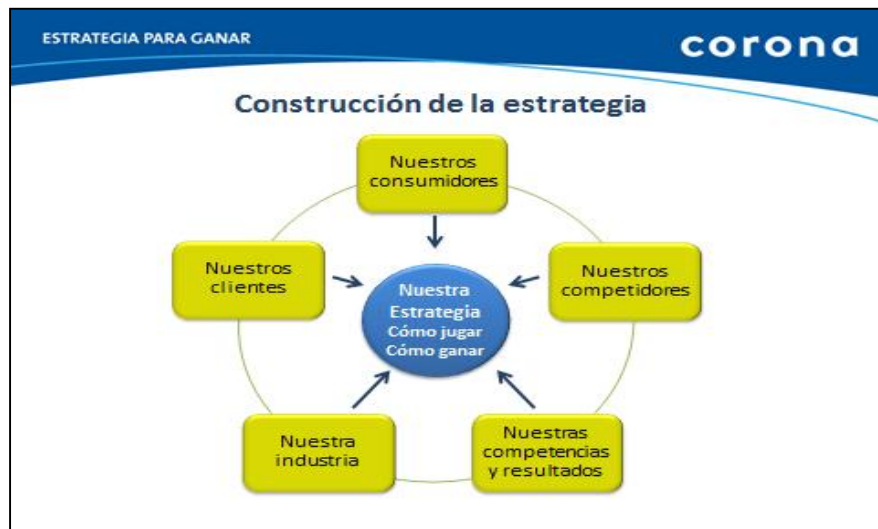 ESTRATEGIA PARA GANAR
corona
Construcción de la estrategia
Nuestros
consumidores
Nuestros
clientes
Nuestros
competidores
Nuestra
Estrategia
Cómo jugar
Cómo ganar
Nuestra
industria
Nuestras
competencias
y resultados